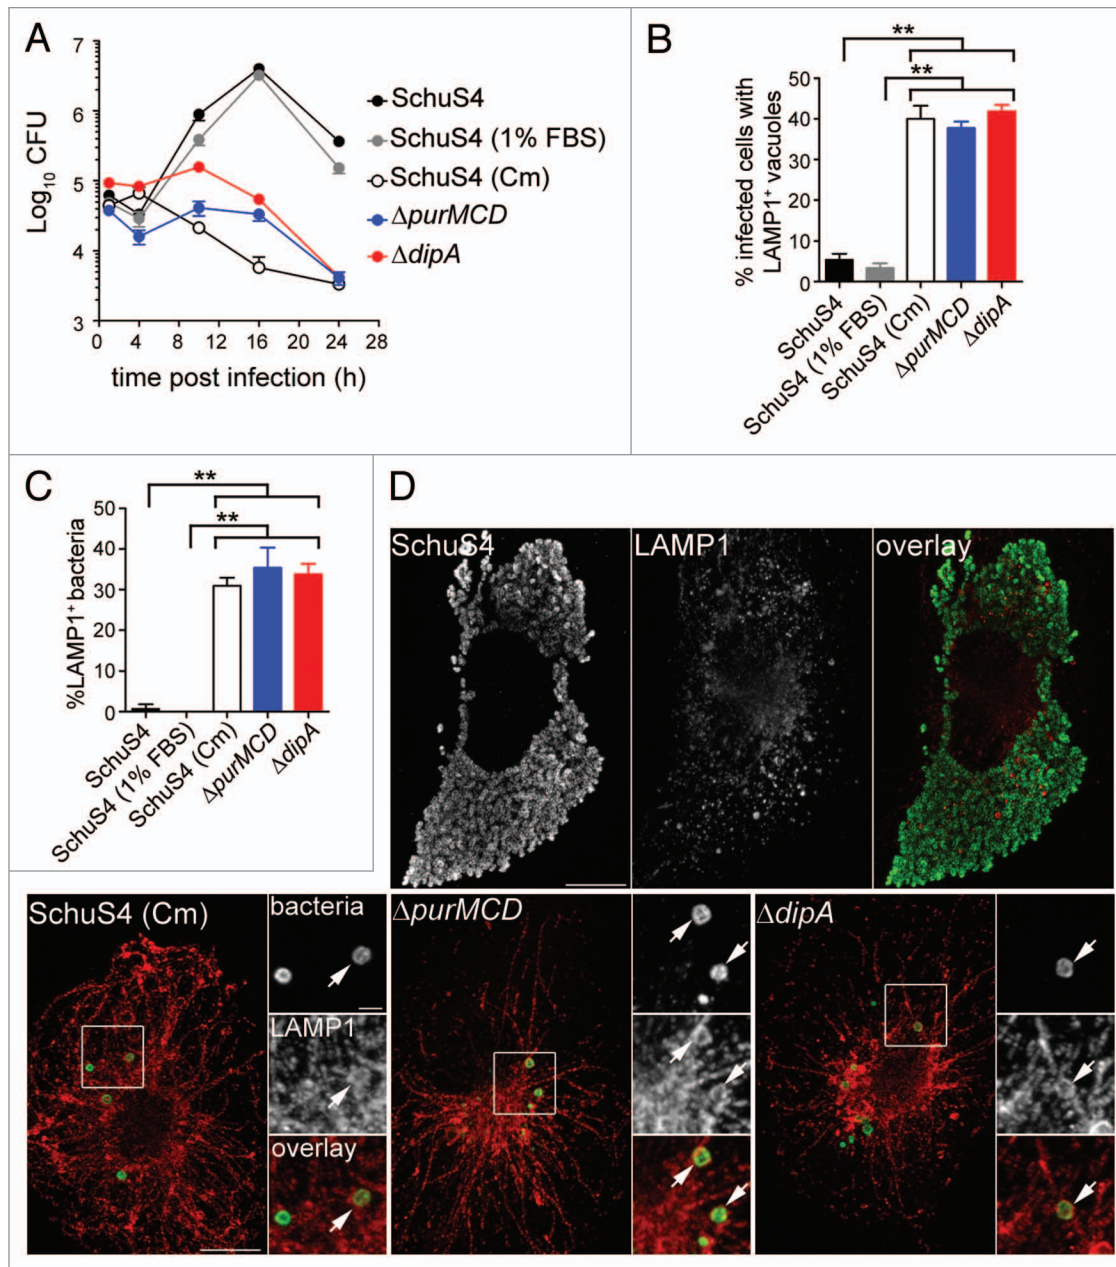 A
7
6
5
4
3
Log10 CFU
0 4 8 12 16 20 24 28
time post infection (h)
SchuS4
SchuS4 (1% FBS)
SchuS4 (Cm)
ΔpurMCD
ΔdipA
B
**
**
50
40
30
20
10
0
% infected cells with
LAMP1+ vacuoles
SchuS4
SchuS4 (1% FBS)
SchuS4 (Cm)
ΔpurMCD
ΔdipA
C
**
**
50
40
30
20
10
0
%LAMP1+ bacteria
SchuS4
SchuS4 (1% FBS)
SchuS4 (Cm)
ΔpurMCD
ΔdipA
D
SchuS4
LAMP1
overlay
SchuS4 (Cm)
bacteria
LAMP1
overlay
ΔpurMCD
ΔdipA